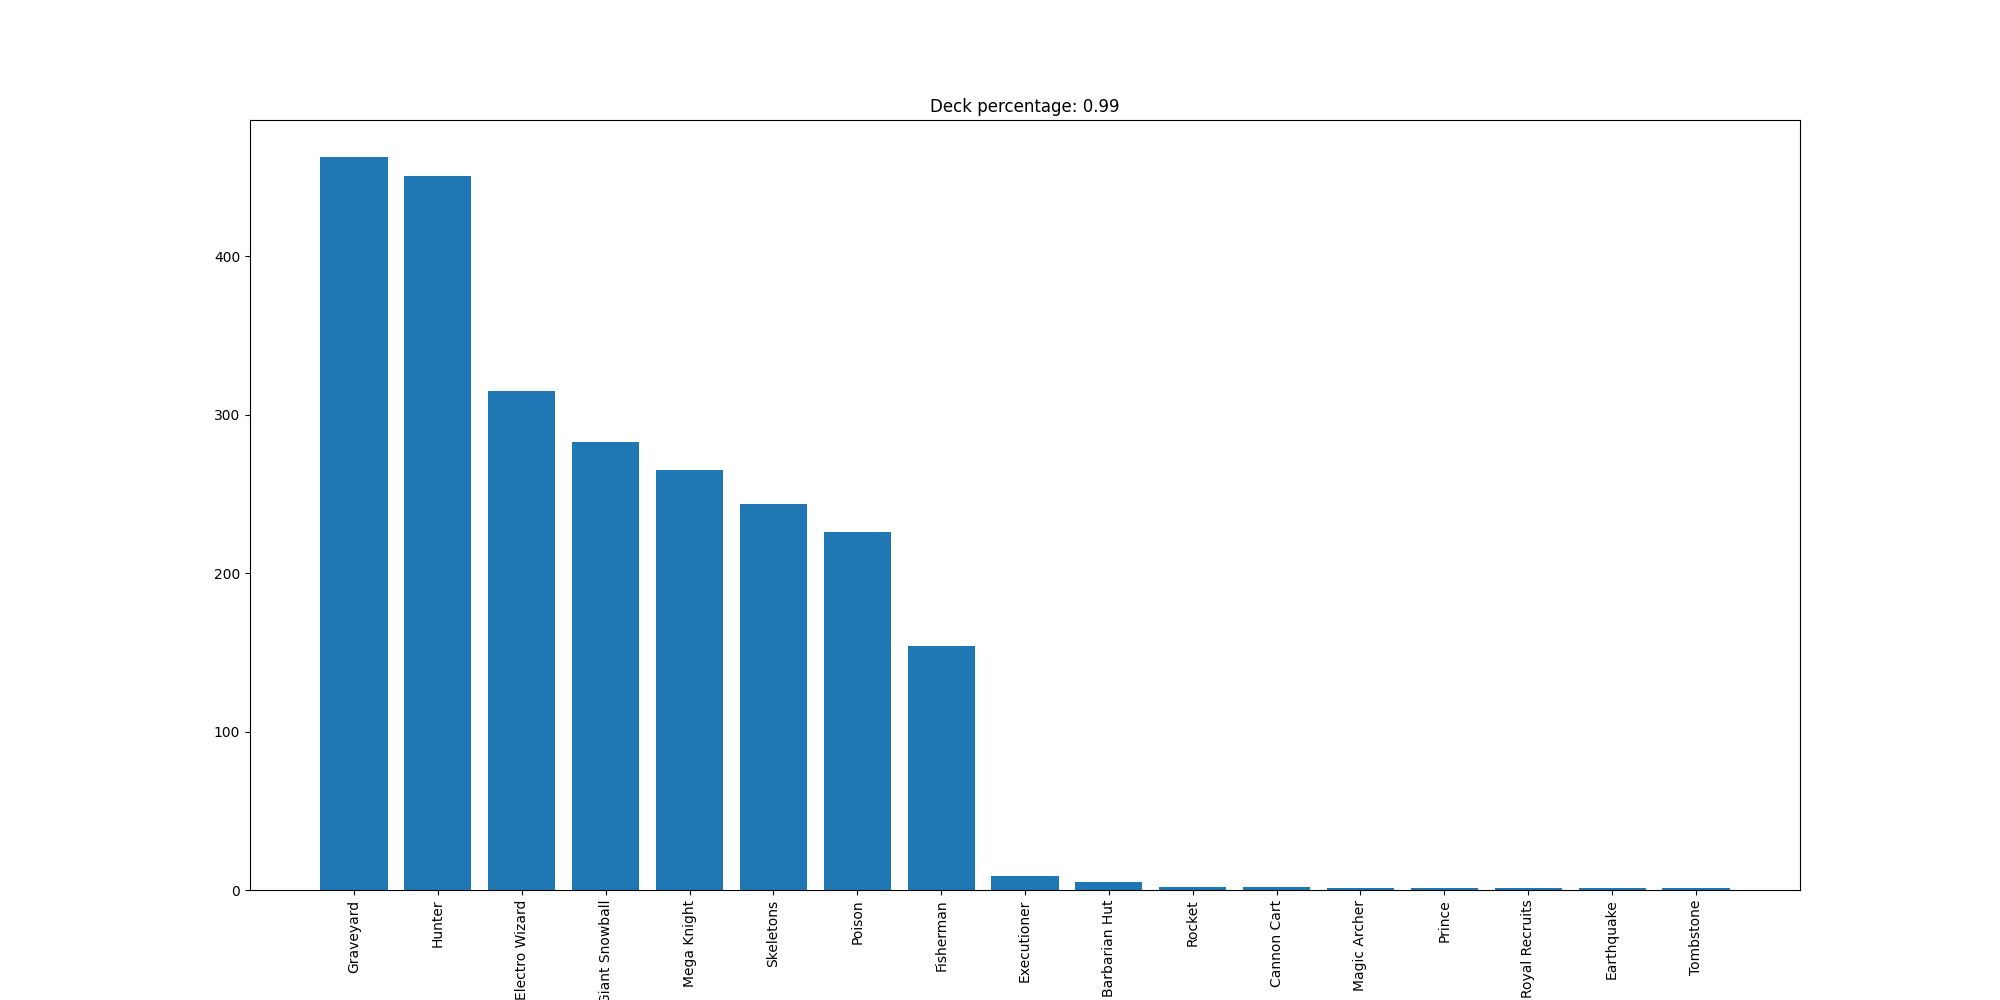 Deck percentage: 0.99
400
300
200
100
0
Graveyard
Hunter
Electro Wizard
Giant Snowball
Mega Knight
Skeletons
Poison
Fisherman
Executioner
Barbarian Hut
Rocket
Cannon Cart
Magic Archer
Prince
Royal Recruits
Earthquake
Tombstone